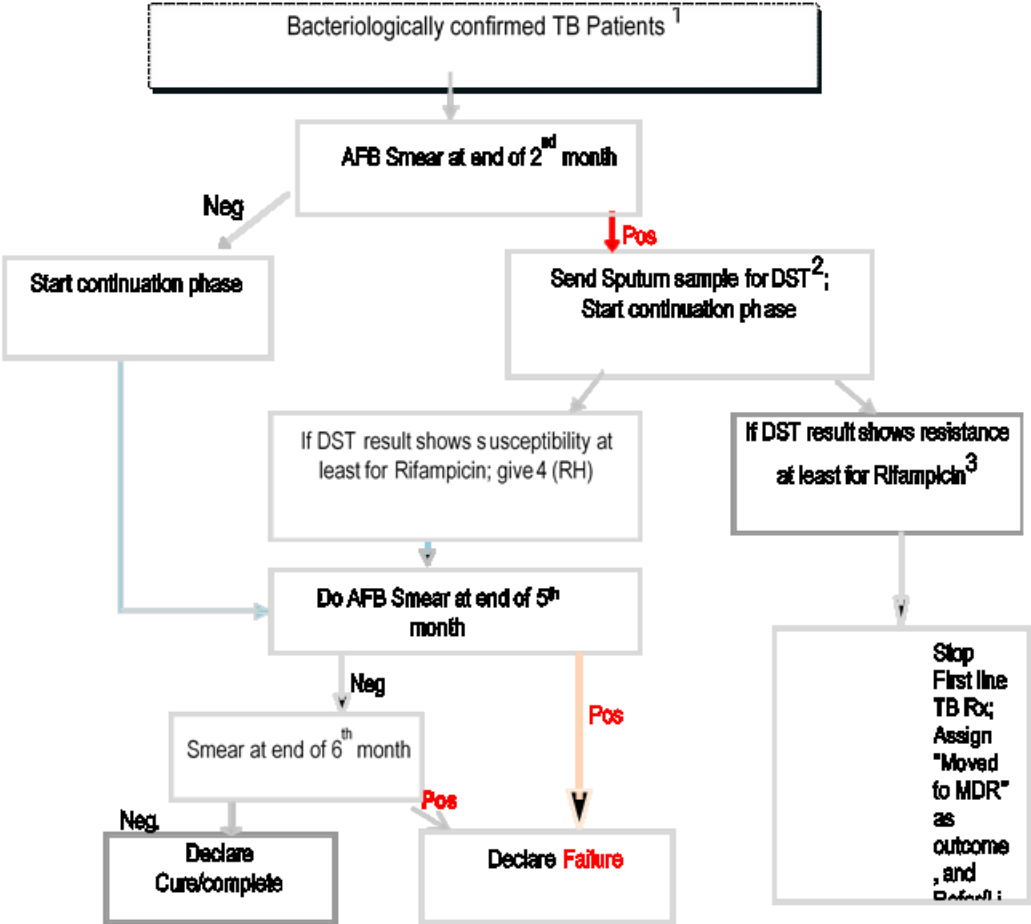 Bacteriologically confirmed TB Patients 1
AFB Smear at end of 2nd month
Neg
Pos
Start continuation phase
Send Sputum sample for DST2;
Start continuation phase
If DST result shows susceptibility at
least for Rifampicin; give 4 (RH)
If DST result shows resistance
at least for Rifampicin3
Do AFB Smear at end of 5th
month
Neg
Pos
Smear at end of 6th month
Neg.
Pos
Declare
Cure/complete
Declare Failure
Stop
First line
TB Rx;
Assign
"Moved
to MDR"
as
outcome
, and